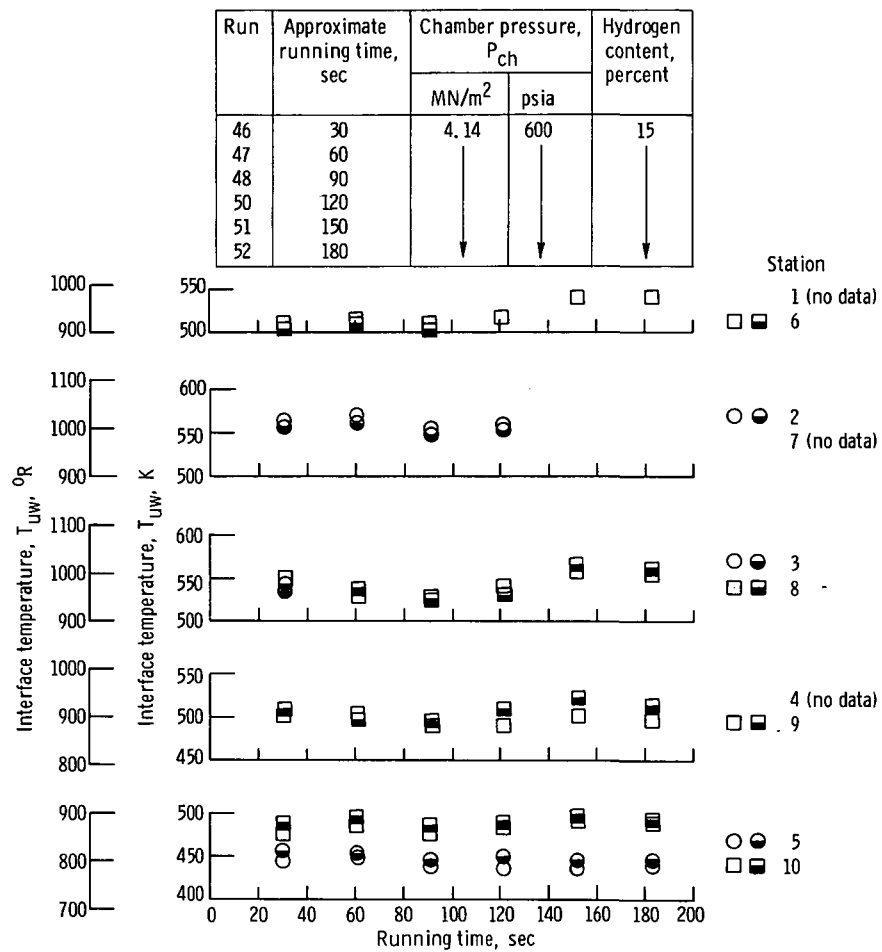 Run Approximate running time, sec Chamber pressure, Pch Hydrogen content, percent
MN/m² psia
46 30 4.14 600 15
47 60
48 90
50 120
51 150
52 180
Station
1000 550 1 (no data)
900 500 6
1100 600
1000 550 2
7 (no data)
900 500
1100 600
1000 550 3
8
900 500
1000 550
4 (no data)
900 500 9
800 450
900 500
5
800 450 10
700 400
0 20 40 60 80 100 120 140 160 180 200
Running time, sec
Interface temperature, Tuw, °R
Interface temperature, Tuw, K